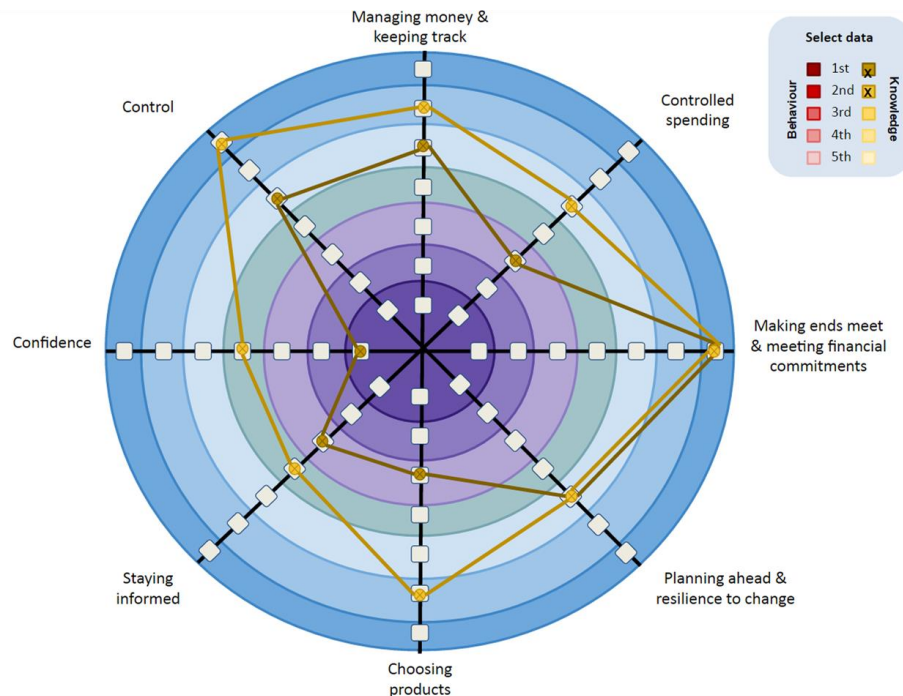 Managing money &
keeping track
Control
Controlled
spending
Confidence
Making ends meet
& meeting financial
commitments
Staying
informed
Planning ahead &
resilience to change
Choosing
products
Select data
Behaviour
1st
x
2nd
x
3rd
4th
5th
Knowledge